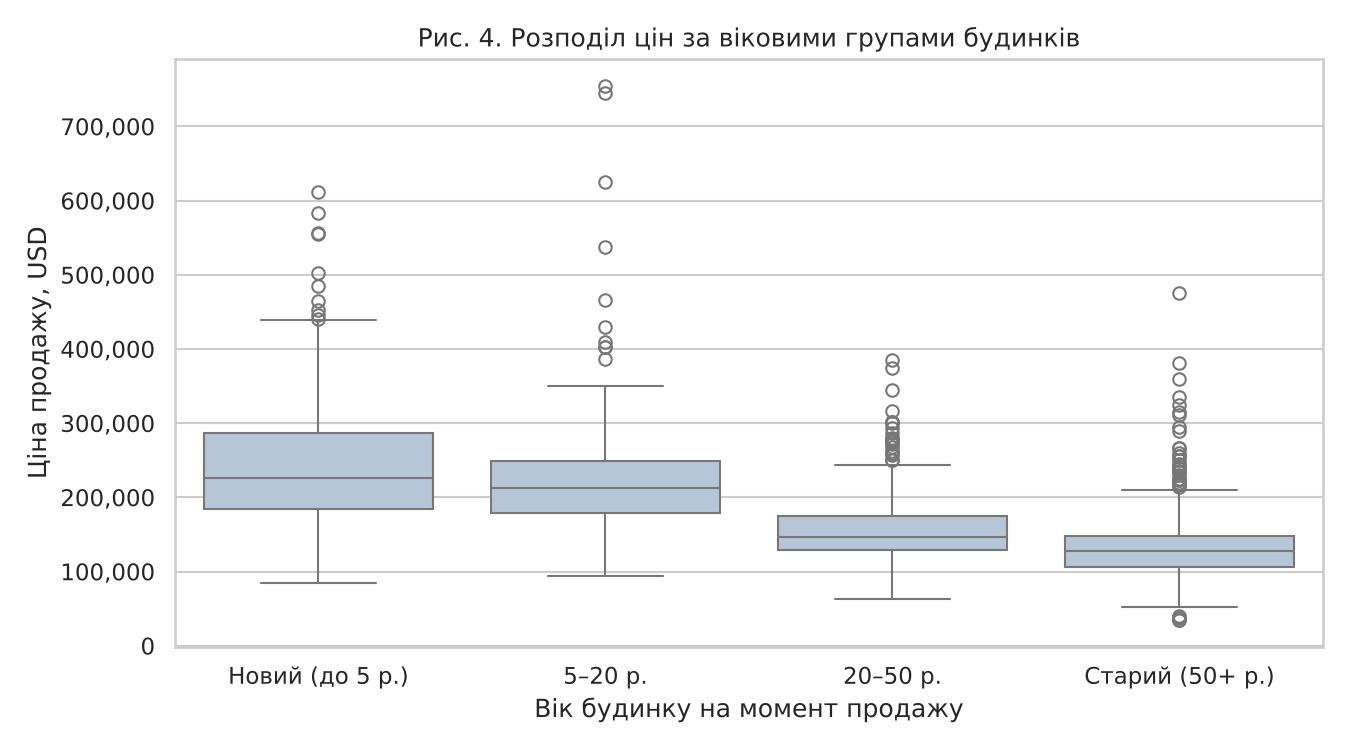 Рис. 4. Розподіл цін за віковими групами будинків
Ціна продажу, USD
700,000
600,000
500,000
400,000
300,000
200,000
100,000
0
Новий (до 5 р.)
5–20 р.
20–50 р.
Старий (50+ р.)
Вік будинку на момент продажу